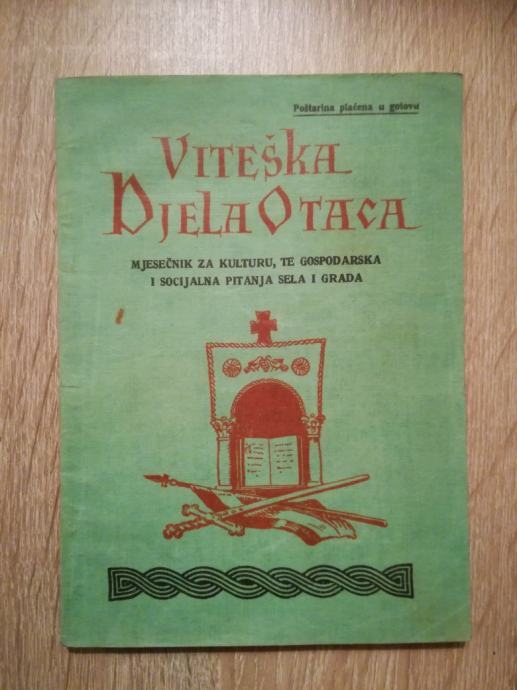 Poštarina plaćena u gotovu
VITEŠKA
DJELA OTACA
MJESEČNIK ZA KULTURU, TE GOSPODARSKA
I SOCIJALNA PITANJA SELA I GRADA